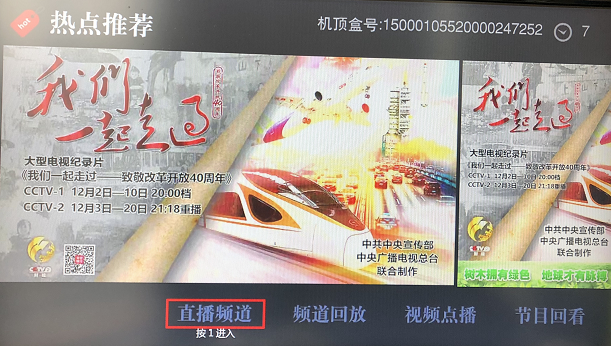 hot
热点推荐
机顶盒号:15000105520000247252
7
我们
一起走过
大型电视纪录片
《我们一起走过——致敬改革开放40周年》
CCTV-1 12月2日—10日 20:00档
CCTV-2 12月3日—20日 21:18重播
中共中央宣传部
中央广播电视总台
联合制作
我们
一起走过
大型电视纪录片
《我们一起走过——致敬改革开放40周年》
CCTV-1 12月2日—10日 20:00档
CCTV-2 12月3日—20日 21:18重播
中共中央宣传部
中央广播电视总台
联合制作
树木拥有绿色 地球才有脉搏
直播频道
频道回放
视频点播
节目回看
按1进入